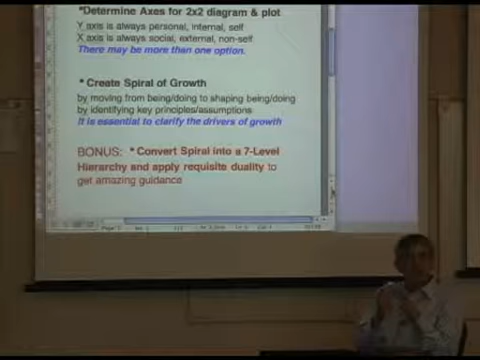 *Determine Axes for 2x2 diagram & plot
Y axis is always personal, internal, self
X axis is always social, external, non-self
There may be more than one option.
* Create Spiral of Growth
by moving from being/doing to shaping being/doing
by identifying key principles/assumptions
It is essential to clarify the drivers of growth
BONUS: * Convert Spiral into a 7-Level
Hierarchy and apply requisite duality to
get amazing guidance